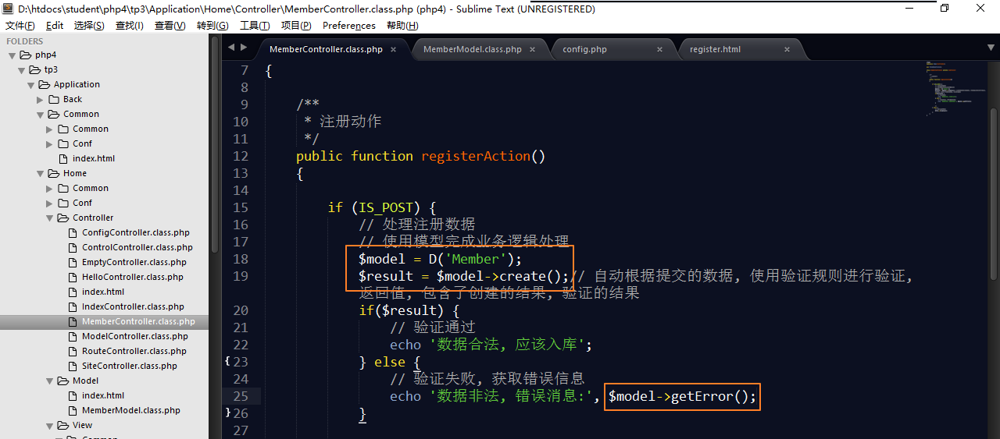 D:\htdocs\student\php4\tp3\Application\Home\Controller\MemberController.class.php (php4) - Sublime Text (UNREGISTERED)
文件(F) Edit 选择(S) 查找(I) 查看(V) 转到(G) 工具(T) 项目(P) Preferences 帮助(H)
FOLDERS
php4
tp3
Application
Back
Common
Common
Conf
index.html
Home
Common
Conf
Controller
ConfigController.class.php
ControlController.class.php
EmptyController.class.php
HelloController.class.php
index.html
IndexController.class.php
MemberController.class.php
ModelController.class.php
RouteController.class.php
SiteController.class.php
Model
index.html
MemberModel.class.php
View
Common
MemberController.class.php × MemberModel.class.php × config.php × register.html ×
7 {
8
9 /**
10 * 注册动作
11 */
12 public function registerAction()
13 {
14
15 if (IS_POST) {
16 // 处理注册数据
17 // 使用模型完成业务逻辑处理
18 $model = D('Member');
19 $result = $model->create();// 自动根据提交的数据, 使用验证规则进行验证,
返回值, 包含了创建的结果, 验证的结果
20 if($result) {
21 // 验证通过
22 echo '数据合法, 应该入库';
23 } else {
24 // 验证失败, 获取错误信息
25 echo '数据非法, 错误消息:', $model->getError();
26 }
27